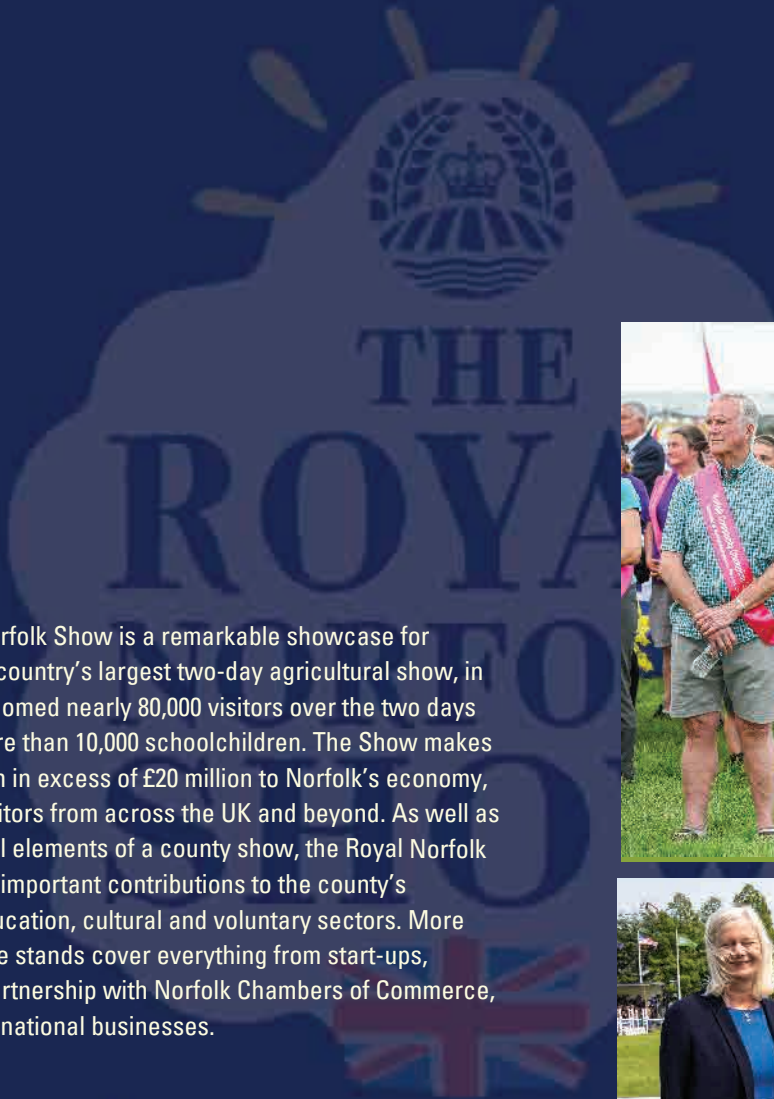 THE
ROYA
NORFO
SHOW
rfolk Show is a remarkable showcase for
country's largest two-day agricultural show, in
omed nearly 80,000 visitors over the two days
re than 10,000 schoolchildren. The Show makes
n in excess of £20 million to Norfolk's economy,
itors from across the UK and beyond. As well as
l elements of a county show, the Royal Norfolk
important contributions to the county's
ucation, cultural and voluntary sectors. More
e stands cover everything from start-ups,
artnership with Norfolk Chambers of Commerce,
national businesses.